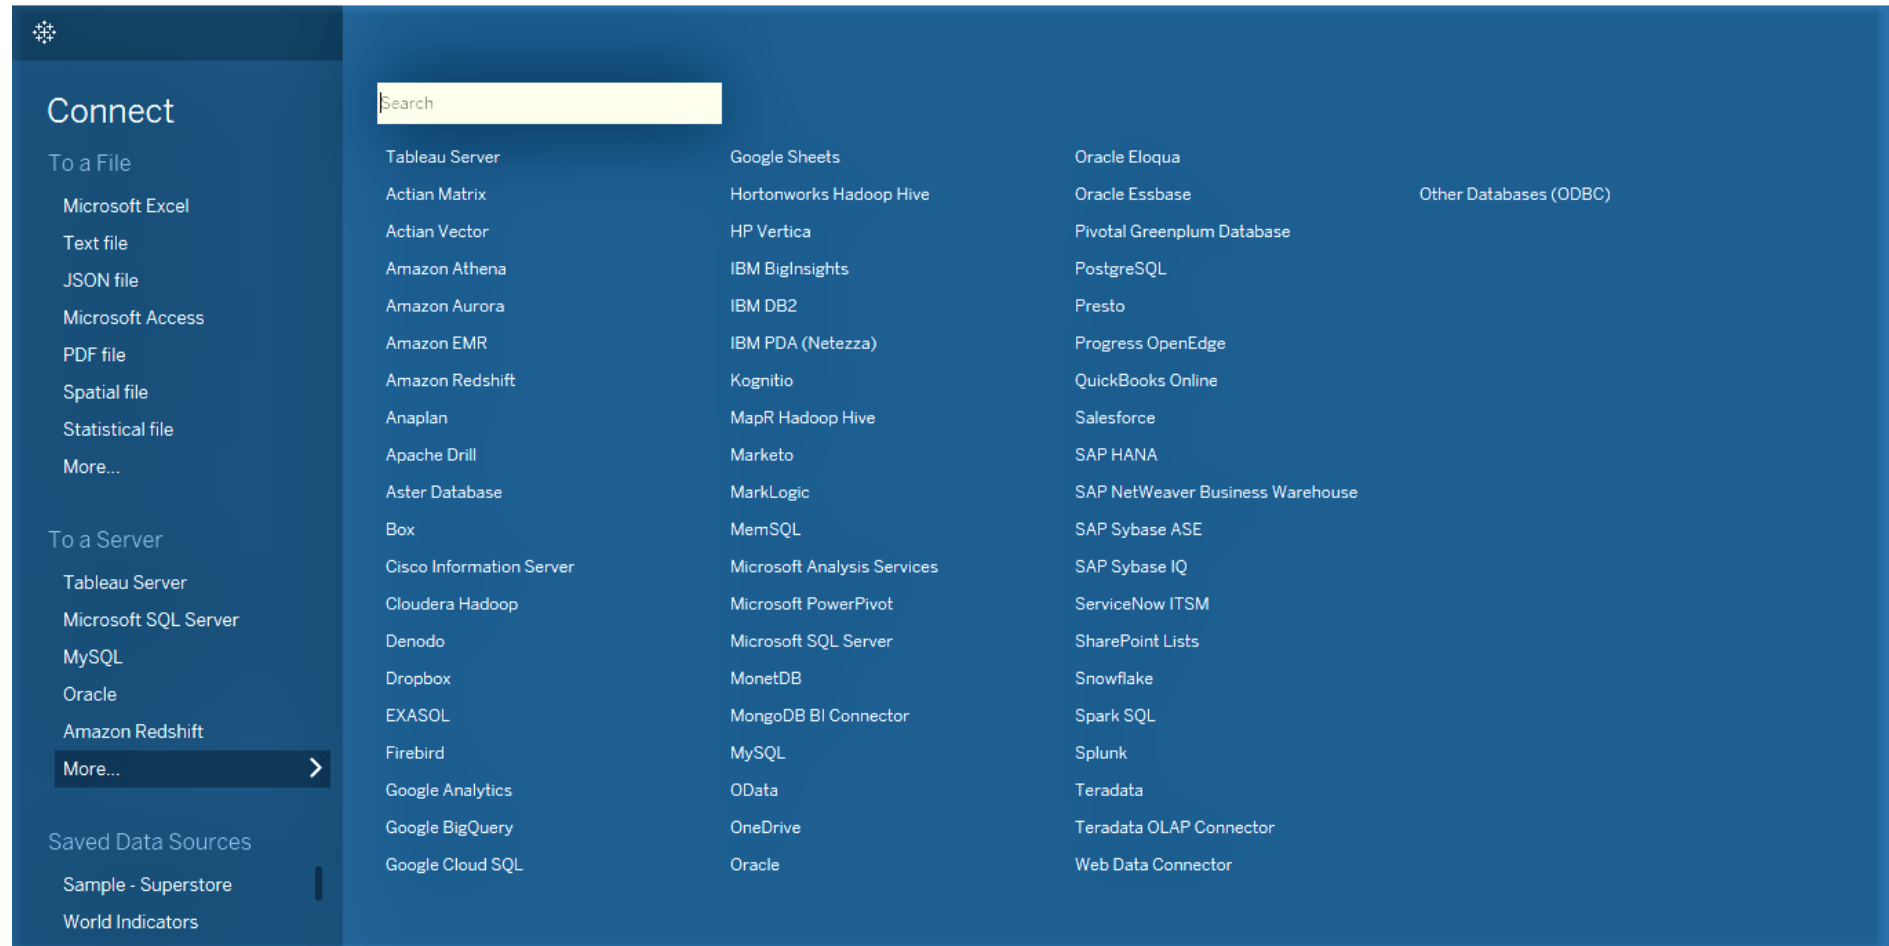 Connect
To a File
Microsoft Excel
Text file
JSON file
Microsoft Access
PDF file
Spatial file
Statistical file
More...
To a Server
Tableau Server
Microsoft SQL Server
MySQL
Oracle
Amazon Redshift
More...
Saved Data Sources
Sample - Superstore
World Indicators
Search
Tableau Server
Actian Matrix
Actian Vector
Amazon Athena
Amazon Aurora
Amazon EMR
Amazon Redshift
Anaplan
Apache Drill
Aster Database
Box
Cisco Information Server
Cloudera Hadoop
Denodo
Dropbox
EXASOL
Firebird
Google Analytics
Google BigQuery
Google Cloud SQL
Google Sheets
Hortonworks Hadoop Hive
HP Vertica
IBM BigInsights
IBM DB2
IBM PDA (Netezza)
Kognitio
MapR Hadoop Hive
Marketo
MarkLogic
MemSQL
Microsoft Analysis Services
Microsoft PowerPivot
Microsoft SQL Server
MonetDB
MongoDB BI Connector
MySQL
OData
OneDrive
Oracle
Oracle Eloqua
Oracle Essbase
Pivotal Greenplum Database
PostgreSQL
Presto
Progress OpenEdge
QuickBooks Online
Salesforce
SAP HANA
SAP NetWeaver Business Warehouse
SAP Sybase ASE
SAP Sybase IQ
ServiceNow ITSM
SharePoint Lists
Snowflake
Spark SQL
Splunk
Teradata
Teradata OLAP Connector
Web Data Connector
Other Databases (ODBC)